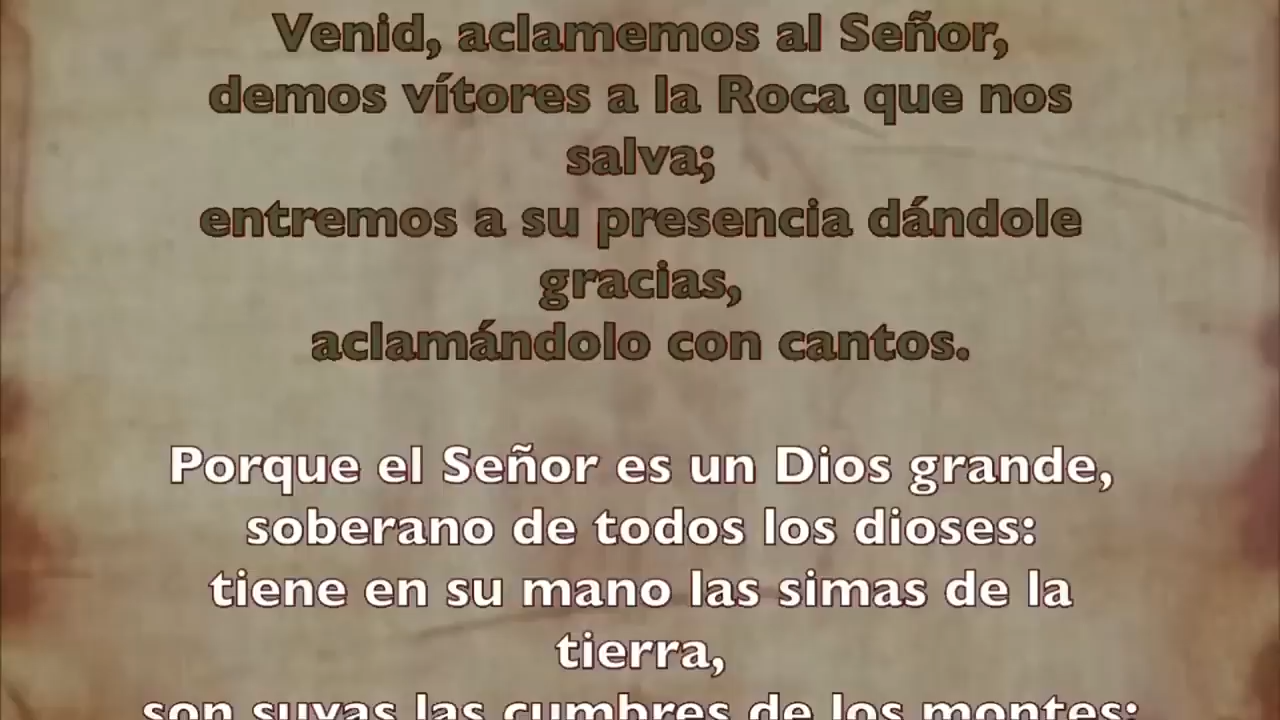 Venid, aclamemos al Señor,
demos vítores a la Roca que nos
salva;
entremos a su presencia dándole
gracias,
aclamándolo con cantos.
Porque el Señor es un Dios grande,
soberano de todos los dioses:
tiene en su mano las simas de la
tierra,
son suyas las cumbres de los montes;